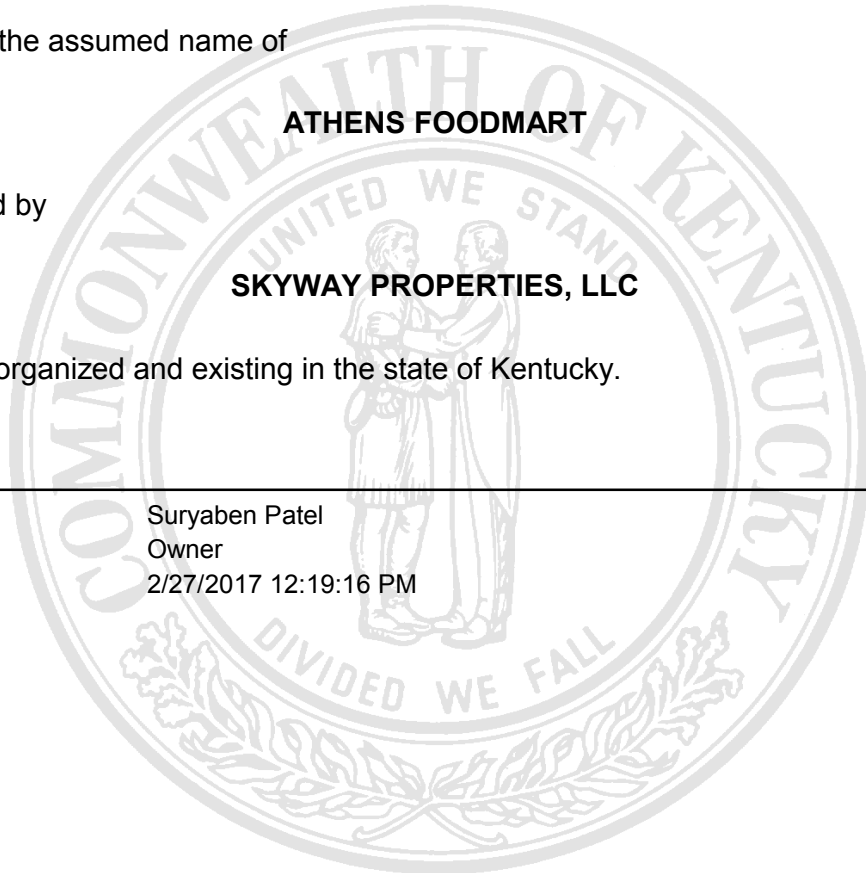 the assumed name of
ATHENS FOODMART
d by
SKYWAY PROPERTIES, LLC
organized and existing in the state of Kentucky.
Suryaben Patel
Owner
2/27/2017 12:19:16 PM
COMMONWEALTH OF KENTUCKY
UNITED WE STAND
DIVIDED WE FALL